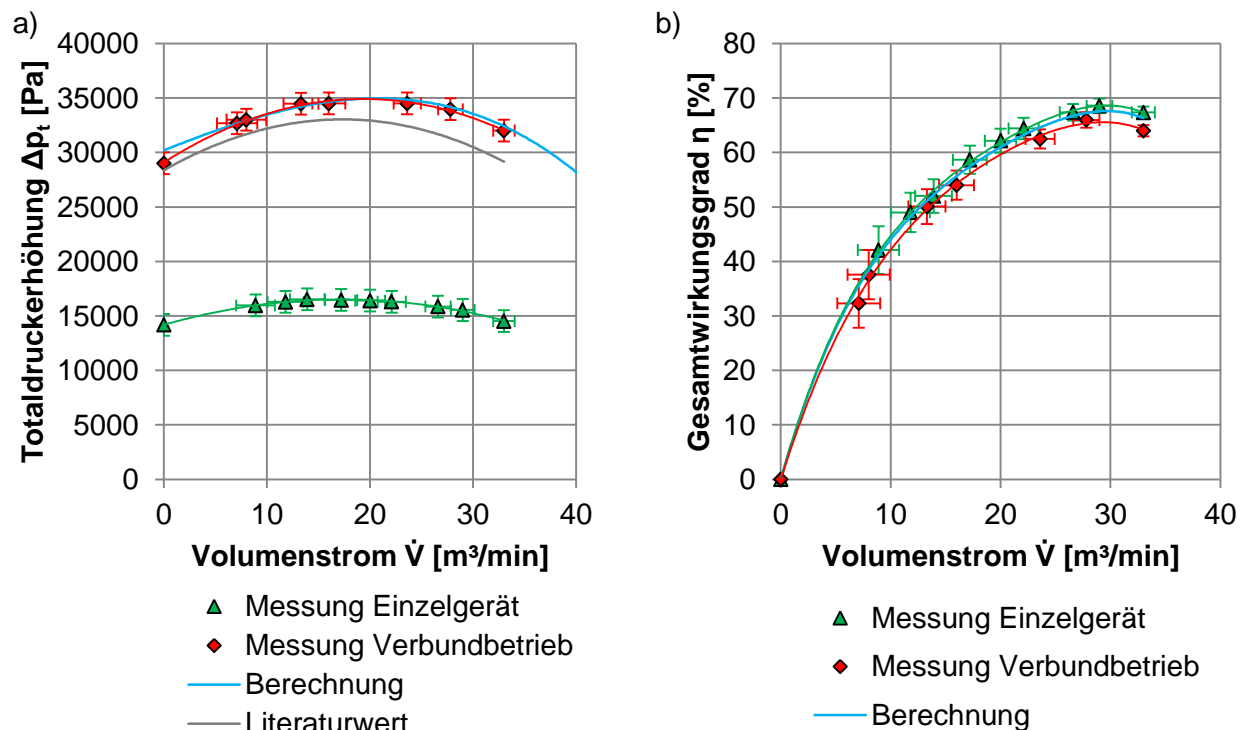 a)
Totaldruckerhöhung Δpt [Pa]
40000
35000
30000
25000
20000
15000
10000
5000
0
0 10 20 30 40
Volumenstrom V̇ [m³/min]
Messung Einzelgerät
Messung Verbundbetrieb
Berechnung
Literaturwert
b)
Gesamtwirkungsgrad η [%]
80
70
60
50
40
30
20
10
0
0 10 20 30 40
Volumenstrom V̇ [m³/min]
Messung Einzelgerät
Messung Verbundbetrieb
Berechnung